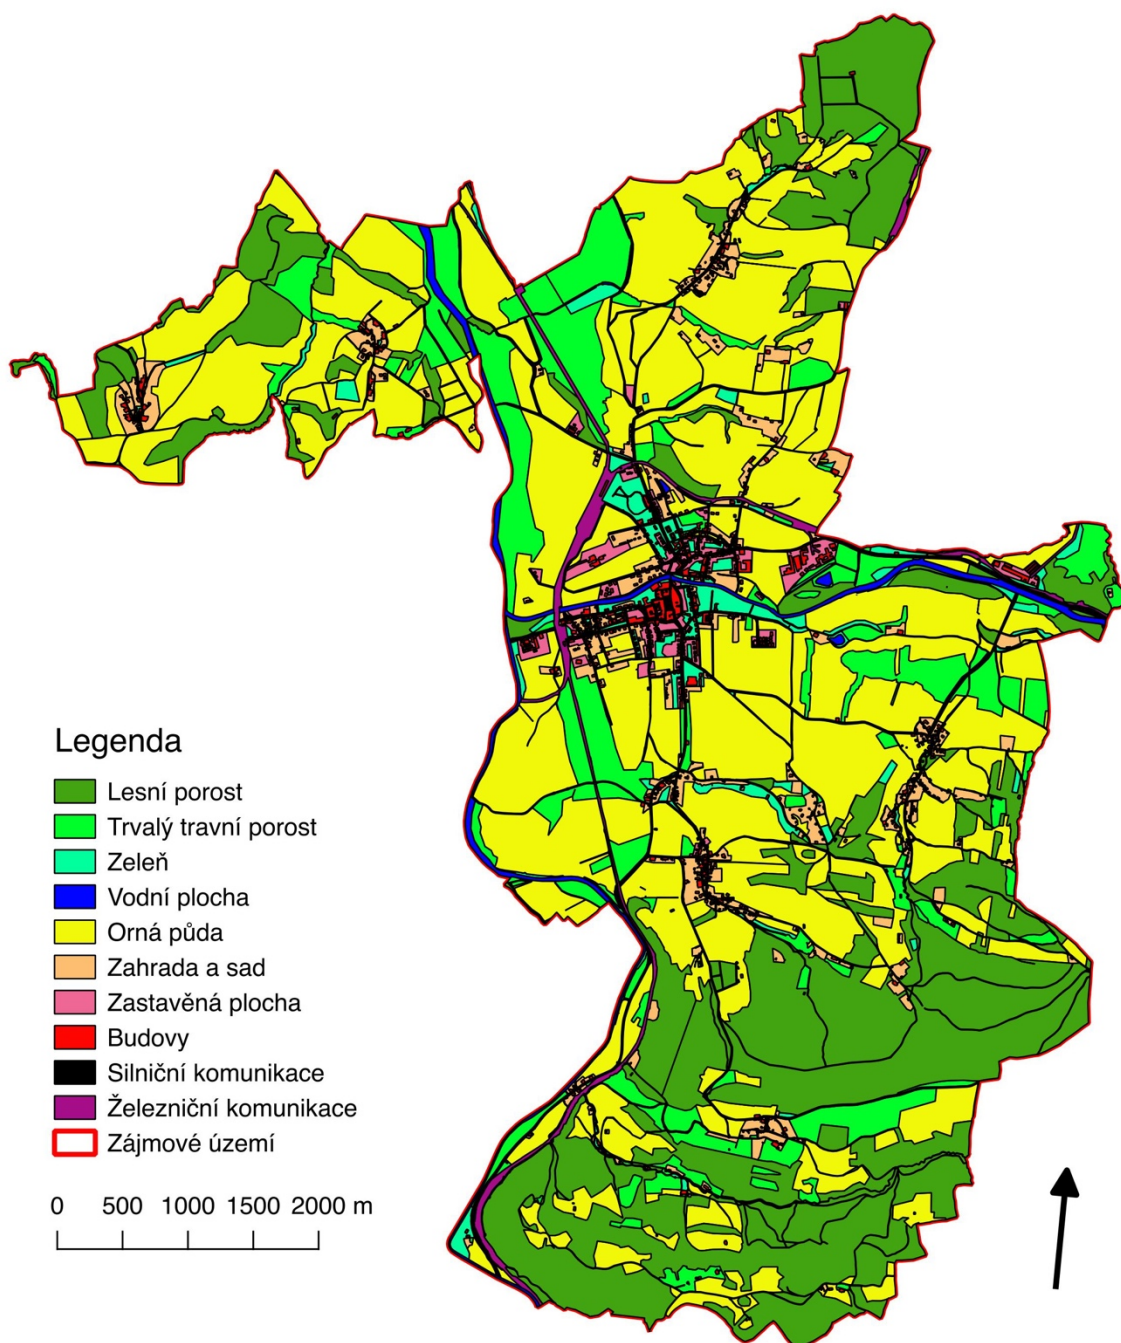 Legenda
Lesní porost
Trvalý travní porost
Zeleň
Vodní plocha
Orná půda
Zahrada a sad
Zastavěná plocha
Budovy
Silniční komunikace
Železniční komunikace
Zájmové území
0 500 1000 1500 2000 m